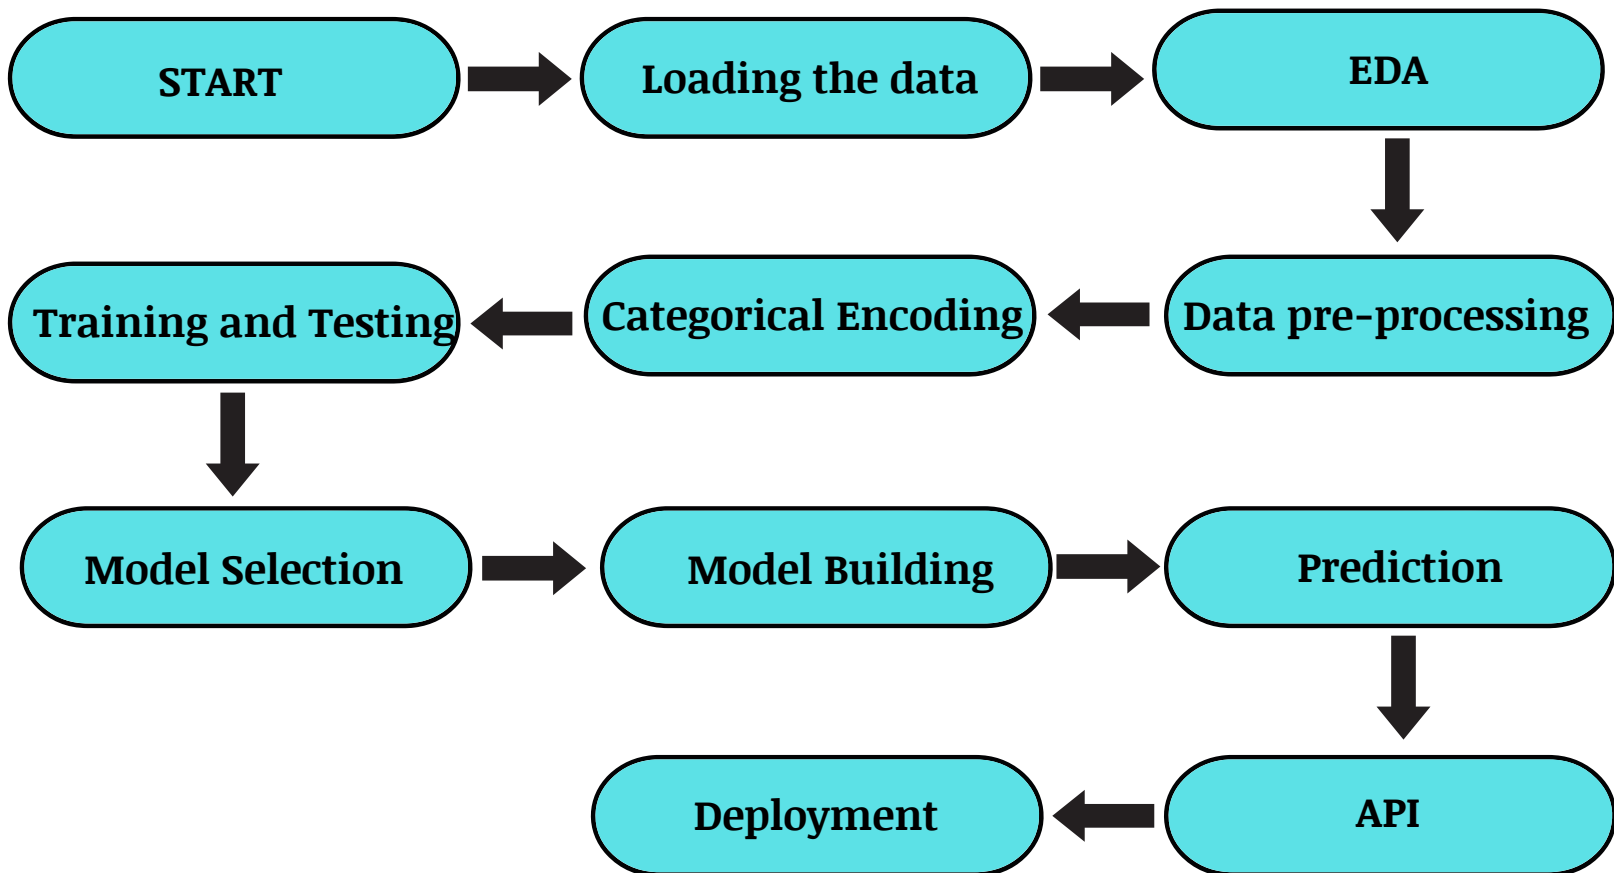 START
Loading the data
EDA
Data pre-processing
Categorical Encoding
Training and Testing
Model Selection
Model Building
Prediction
API
Deployment